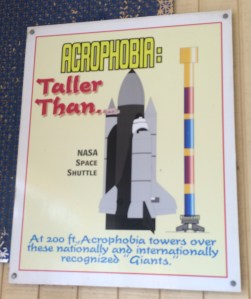 ACROPHOBIA:
Taller
Than.....
NASA
SPACE
SHUTTLE
At 200 ft. Acrophobia towers over
these nationally and internationally
recognized "Giants."